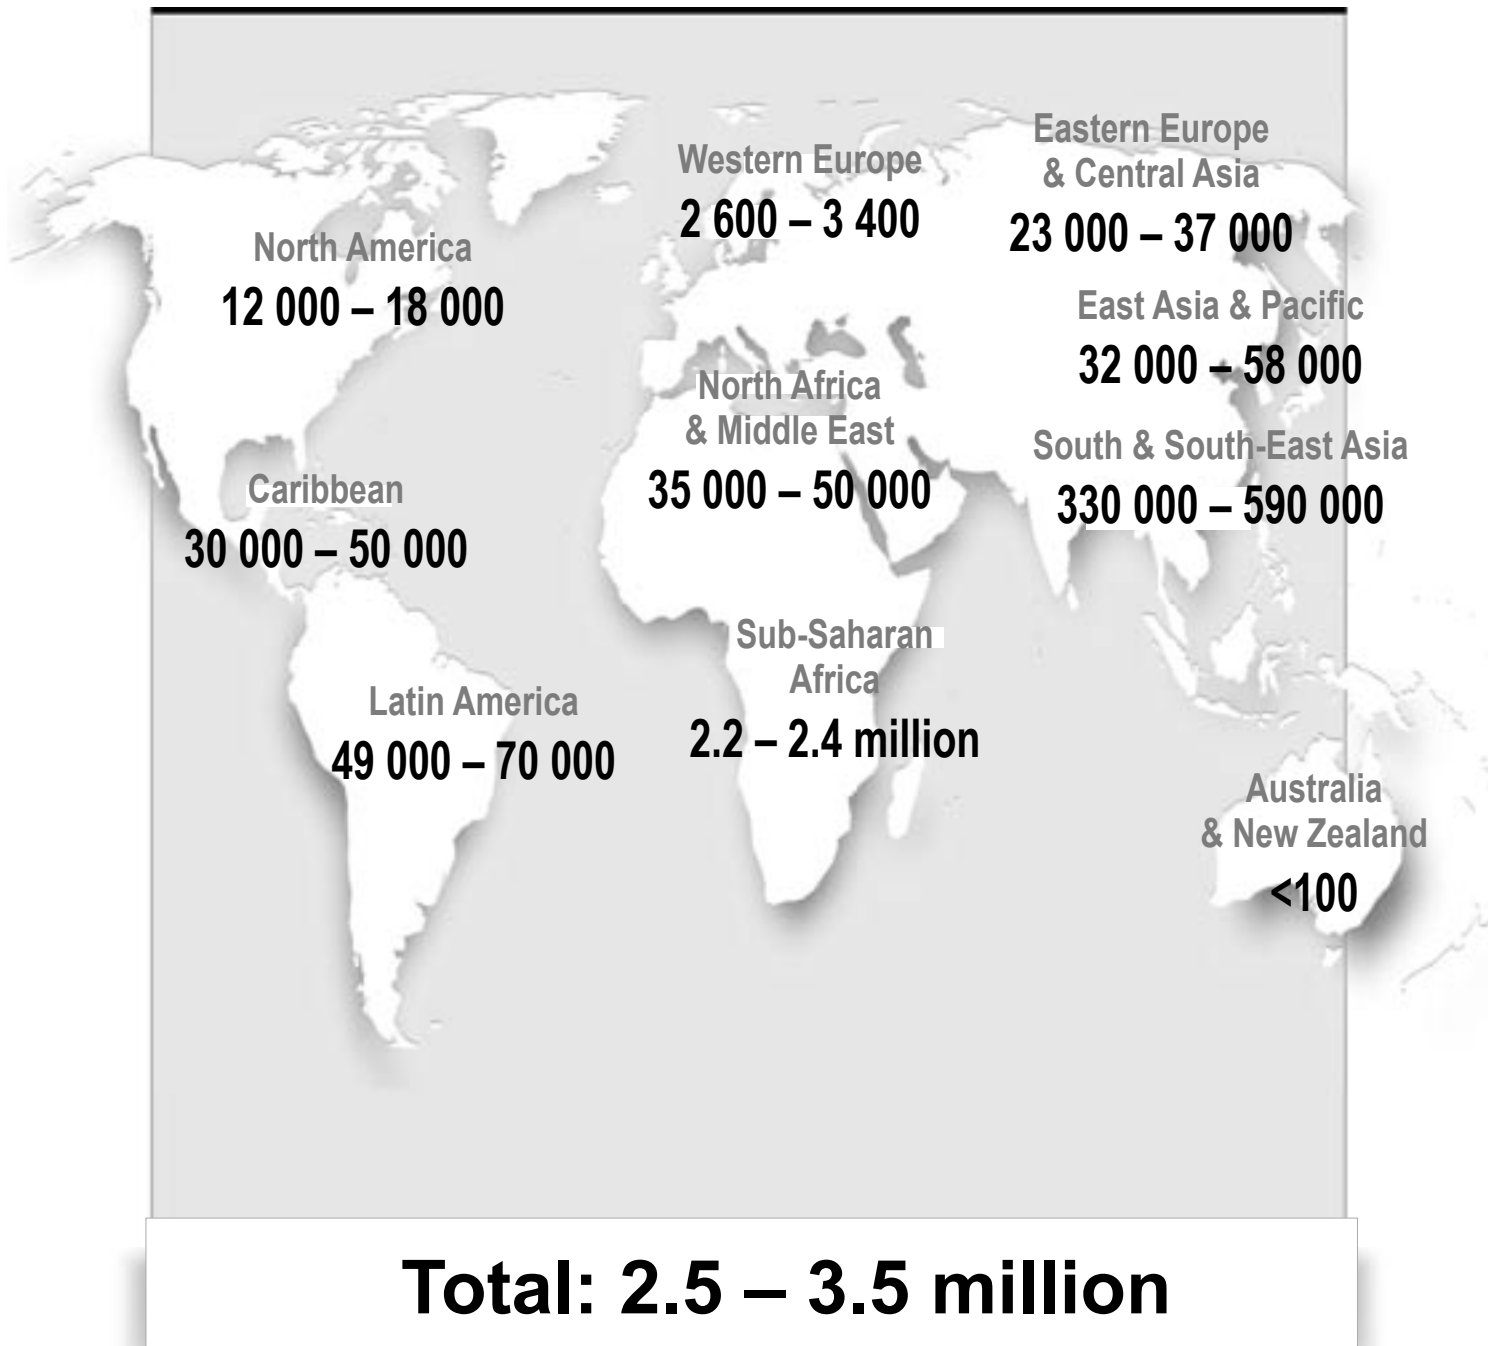 Western Europe
2 600 – 3 400
Eastern Europe
& Central Asia
23 000 – 37 000
North America
12 000 – 18 000
East Asia & Pacific
32 000 – 58 000
North Africa
& Middle East
35 000 – 50 000
South & South-East Asia
330 000 – 590 000
Caribbean
30 000 – 50 000
Sub-Saharan
Africa
2.2 – 2.4 million
Latin America
49 000 – 70 000
Australia
& New Zealand
<100
Total: 2.5 – 3.5 million